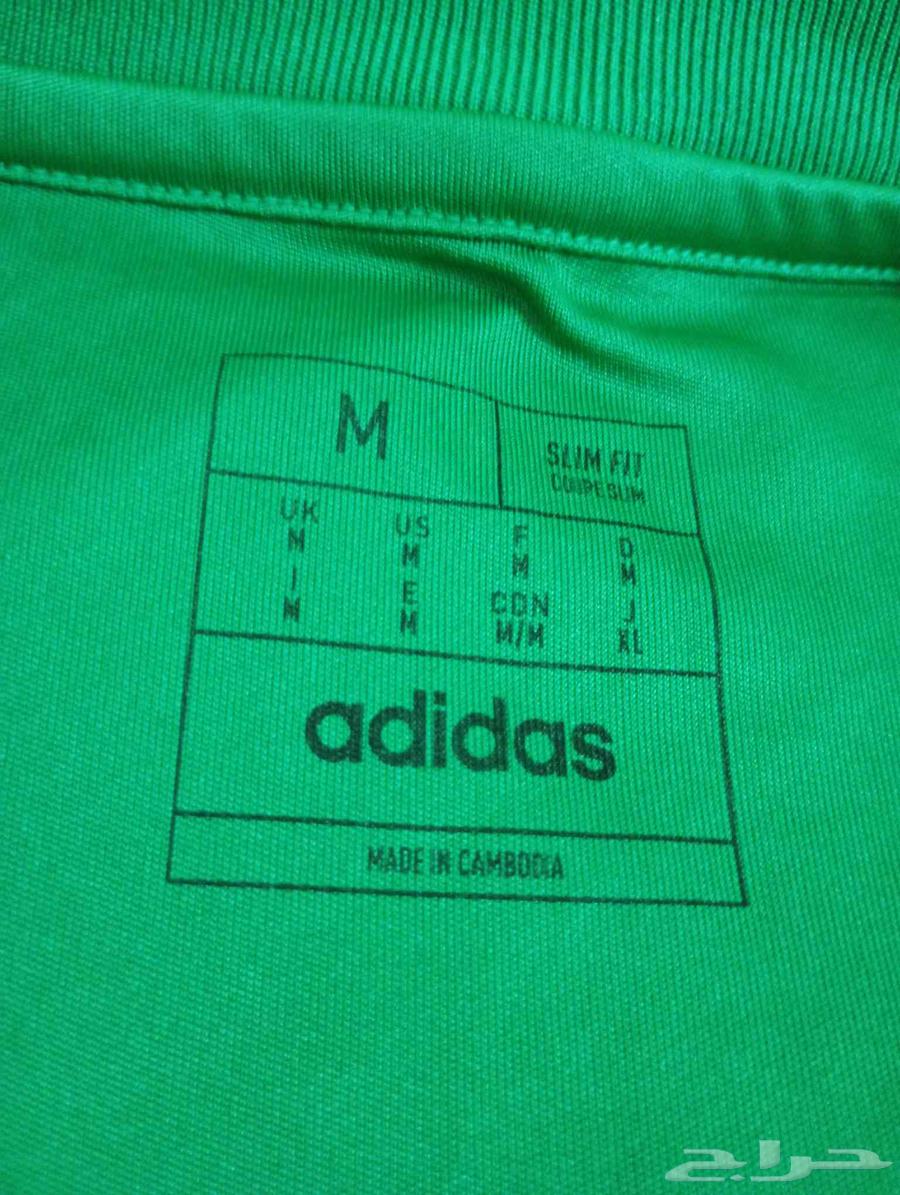 M
SLIM FIT
COUPE SLIM
UK US F D
M M M M
I E CDN J
M M M/M XL
adidas
MADE IN CAMBODIA
حراج